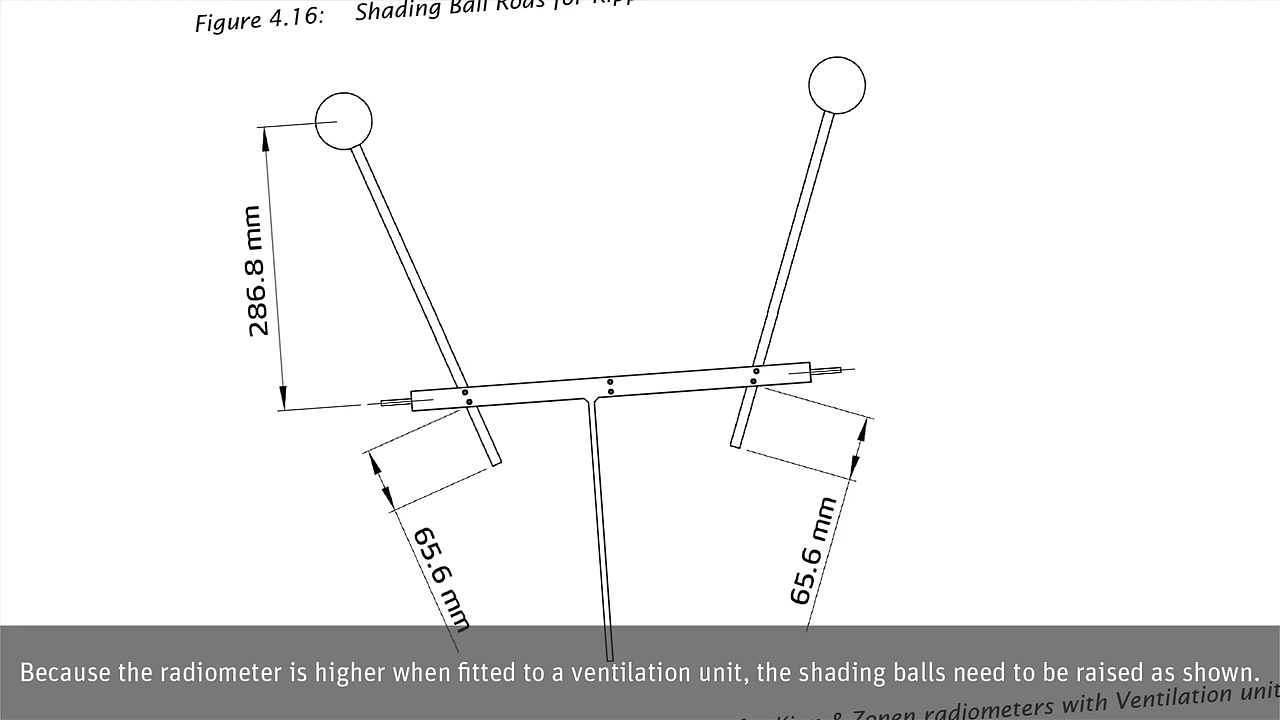 Figure 4.16: Shading Ball Rods for
286.8 mm
65.6 mm
65.6 mm
Because the radiometer is higher when fitted to a ventilation unit, the shading balls need to be raised as shown.
& Zonen radiometers with Ventilation unit